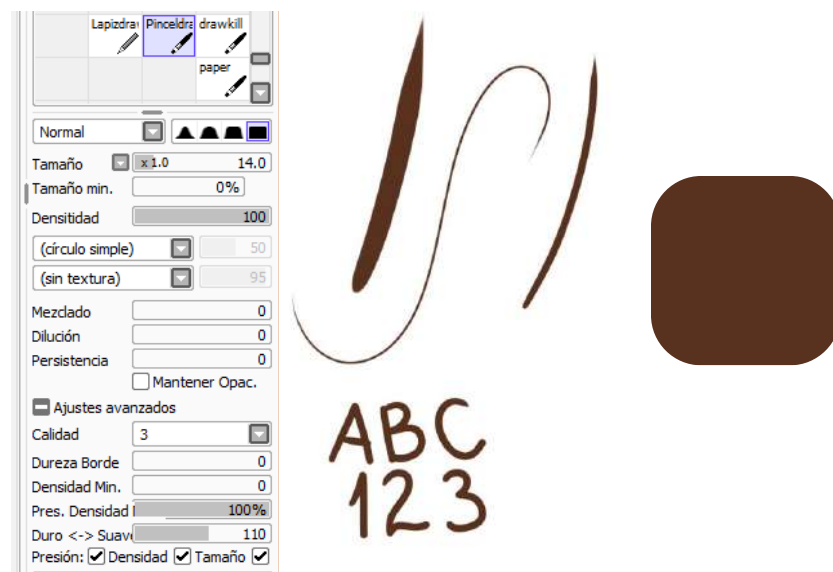 Lapizdra Pinceldra drawkill
paper
Normal
Tamaño x 1.0 14.0
Tamaño min. 0%
Densitidad 100
(círculo simple) 50
(sin textura) 95
Mezclado 0
Dilución 0
Persistencia 0
Mantener Opac.
Ajustes avanzados
Calidad 3
Dureza Borde 0
Densidad Min. 0
Pres. Densidad 100%
Duro <-> Suav 110
Presión: Densidad Tamaño
ABC
123